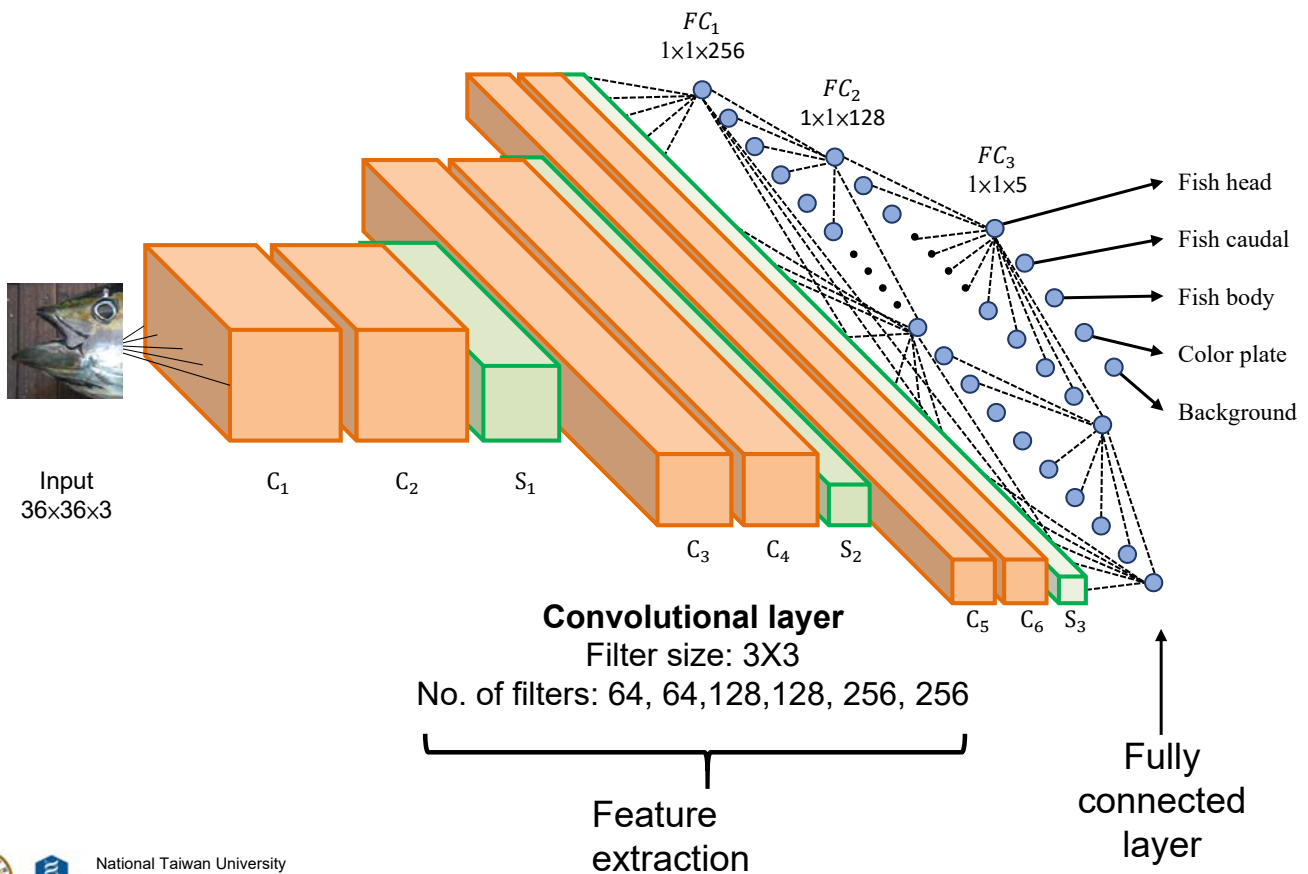 FC₁
1×1×256
FC₂
1×1×128
FC₃
1×1×5
Fish head
Fish caudal
Fish body
Color plate
Background
Input
36×36×3
C₁
C₂
S₁
C₃
C₄
S₂
C₅
C₆
S₃
Convolutional layer
Filter size: 3X3
No. of filters: 64, 64,128,128, 256, 256
Feature
extraction
Fully
connected
layer
National Taiwan University